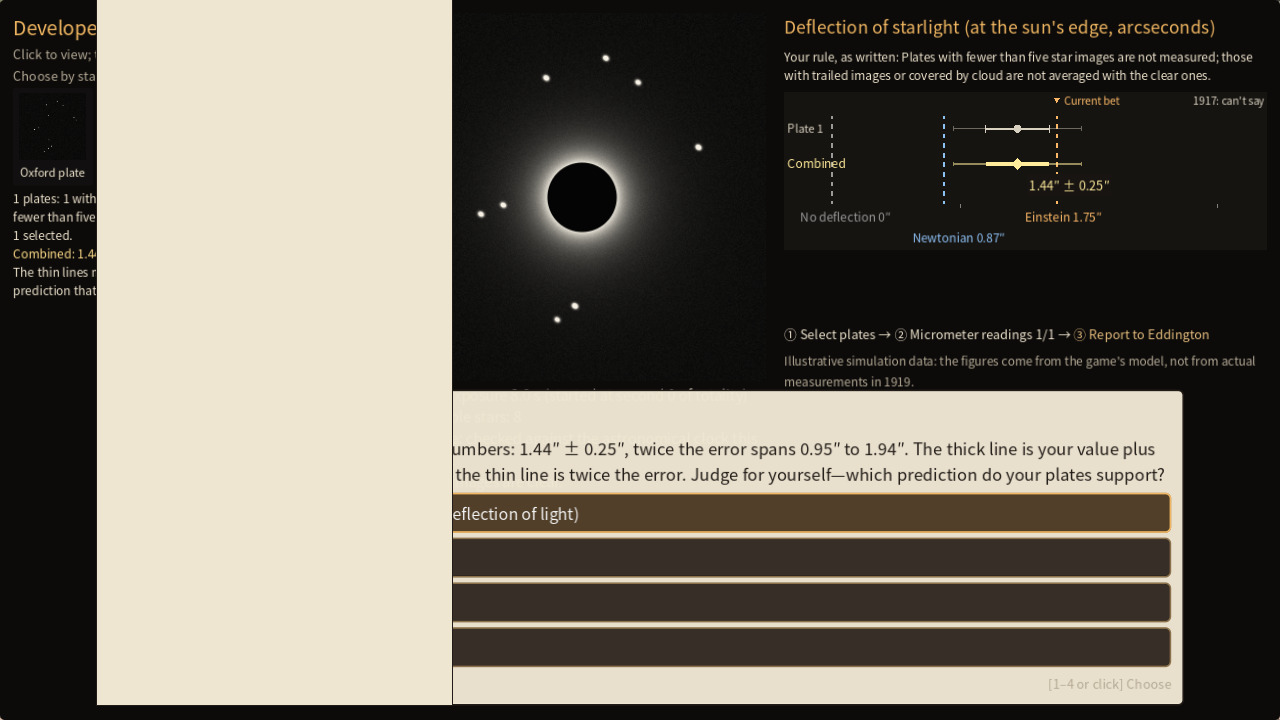 Develope
Click to view;
Choose by sta
Oxford plate
1 plates: 1 with
fewer than five
1 selected.
Combined: 1.4
The thin lines
prediction that
Deflection of starlight (at the sun's edge, arcseconds)
Your rule, as written: Plates with fewer than five star images are not measured; those
with trailed images or covered by cloud are not averaged with the clear ones.
Current bet
1917: can't say
Plate 1
Combined
1.44″ ± 0.25″
No deflection 0″
Einstein 1.75″
Newtonian 0.87″
① Select plates → ② Micrometer readings 1/1 → ③ Report to Eddington
Illustrative simulation data: the figures come from the game's model, not from actual
measurements in 1919.
umbers: 1.44″ ± 0.25″, twice the error spans 0.95″ to 1.94″. The thick line is your value plus
the thin line is twice the error. Judge for yourself—which prediction do your plates support?
eflection of light)
[1–4 or click] Choose